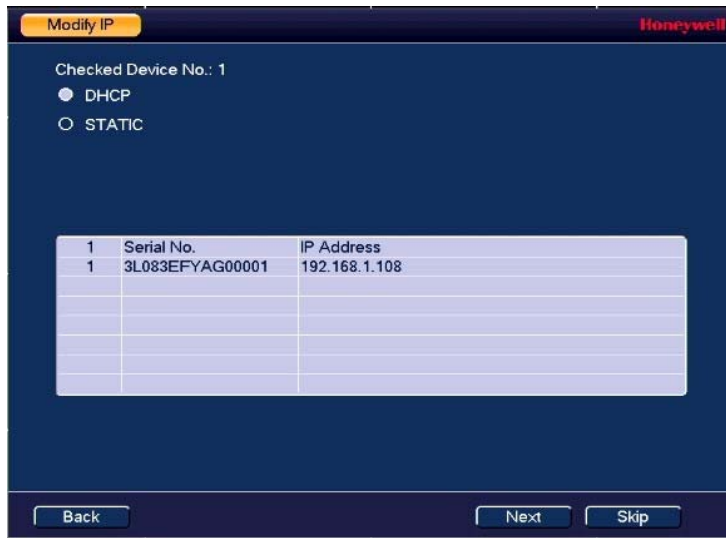 Modify IP
Honeywell
Checked Device No.: 1
DHCP
STATIC
1 Serial No. IP Address
1 3L083EFYAG00001 192.168.1.108
Back Next Skip